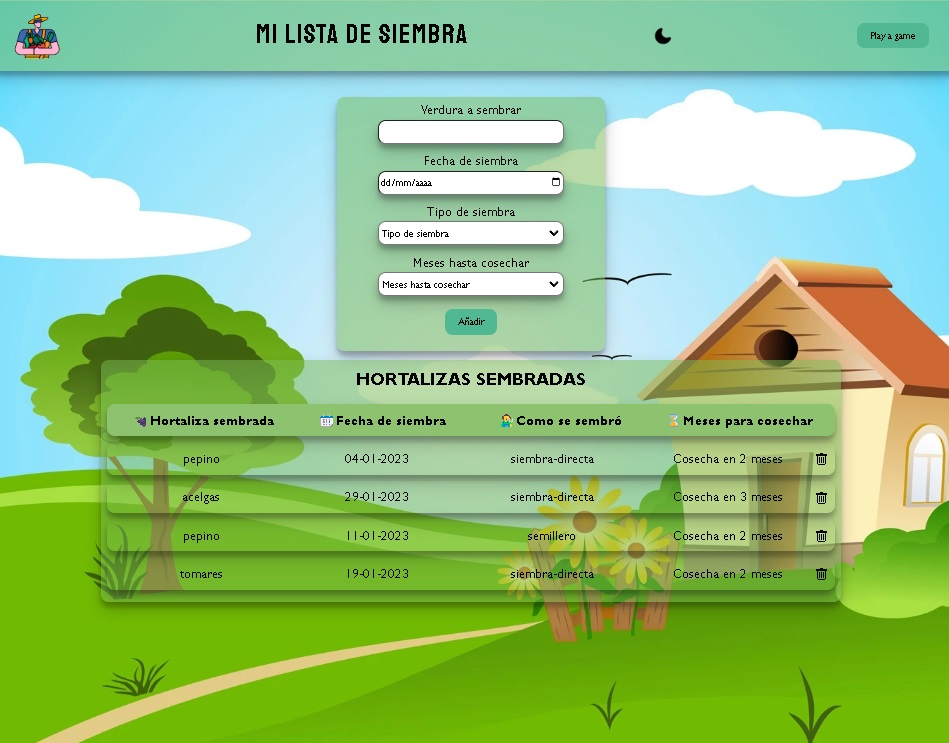 MI LISTA DE SIEMBRA
Play a game
Verdura a sembrar
Fecha de siembra
dd/mm/aaaa
Tipo de siembra
Tipo de siembra
Meses hasta cosechar
Meses hasta cosechar
Añadir
HORTALIZAS SEMBRADAS
Hortaliza sembrada Fecha de siembra Como se sembró Meses para cosechar
pepino 04-01-2023 siembra-directa Cosecha en 2 meses
acelgas 29-01-2023 siembra-directa Cosecha en 3 meses
pepino 11-01-2023 semillero Cosecha en 2 meses
tomares 19-01-2023 siembra-directa Cosecha en 2 meses